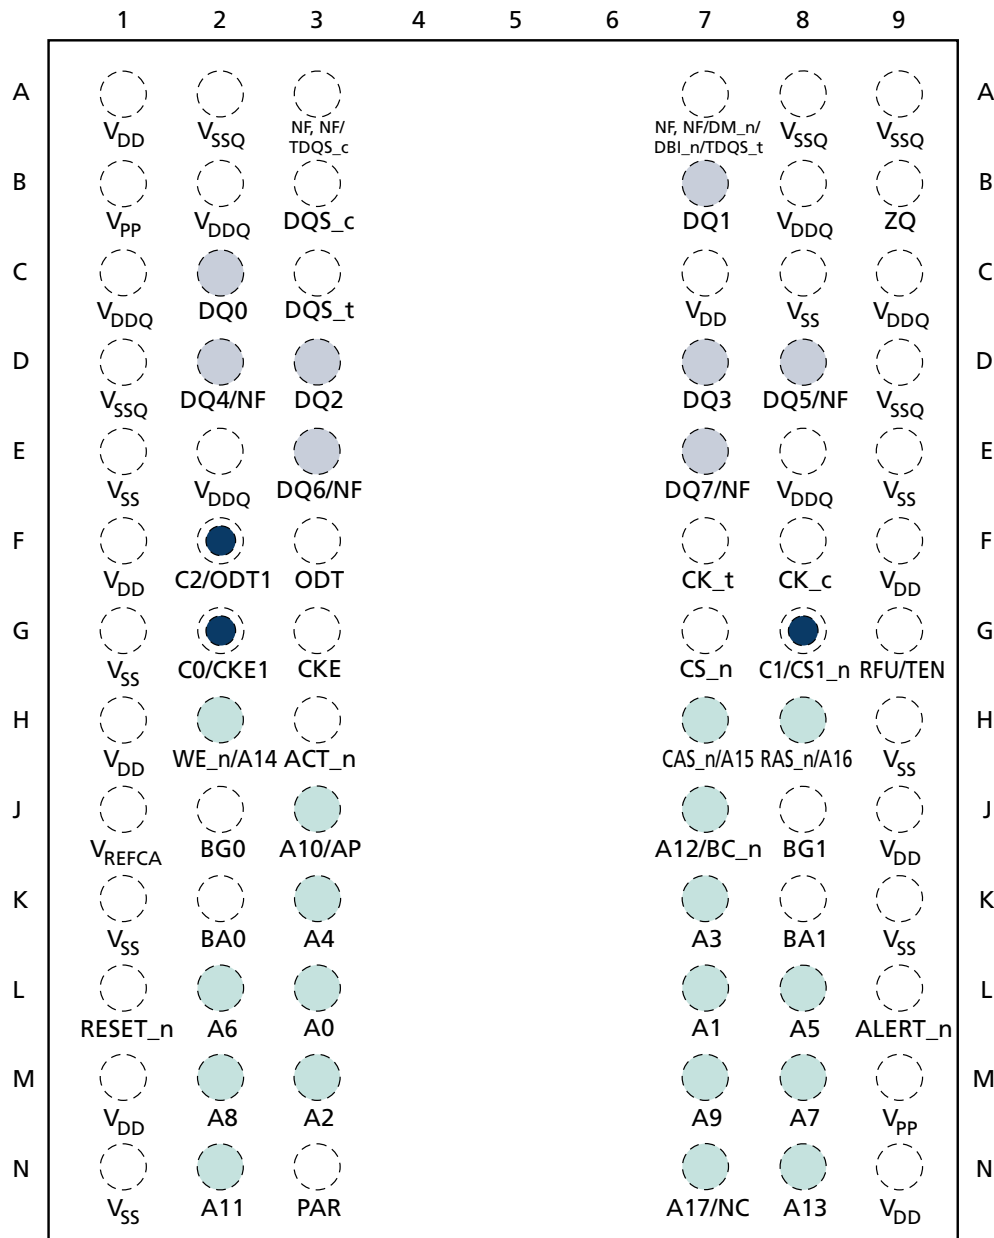 1 2 3 4 5 6 7 8 9
A A
VDD VSSQ NF, NF/ NF, NF/DM_n/ VSSQ VSSQ
TDQS_c DBI_n/TDQS_t
B B
VPP VDDQ DQS_c DQ1 VDDQ ZQ
C C
VDDQ DQ0 DQS_t VDD VSS VDDQ
D D
VSSQ DQ4/NF DQ2 DQ3 DQ5/NF VSSQ
E E
VSS VDDQ DQ6/NF DQ7/NF VDDQ VSS
F F
VDD C2/ODT1 ODT CK_t CK_c VDD
G G
VSS C0/CKE1 CKE CS_n C1/CS1_n RFU/TEN
H H
VDD WE_n/A14 ACT_n CAS_n/A15 RAS_n/A16 VSS
J J
VREFCA BG0 A10/AP A12/BC_n BG1 VDD
K K
VSS BA0 A4 A3 BA1 VSS
L L
RESET_n A6 A0 A1 A5 ALERT_n
M M
VDD A8 A2 A9 A7 VPP
N N
VSS A11 PAR A17/NC A13 VDD